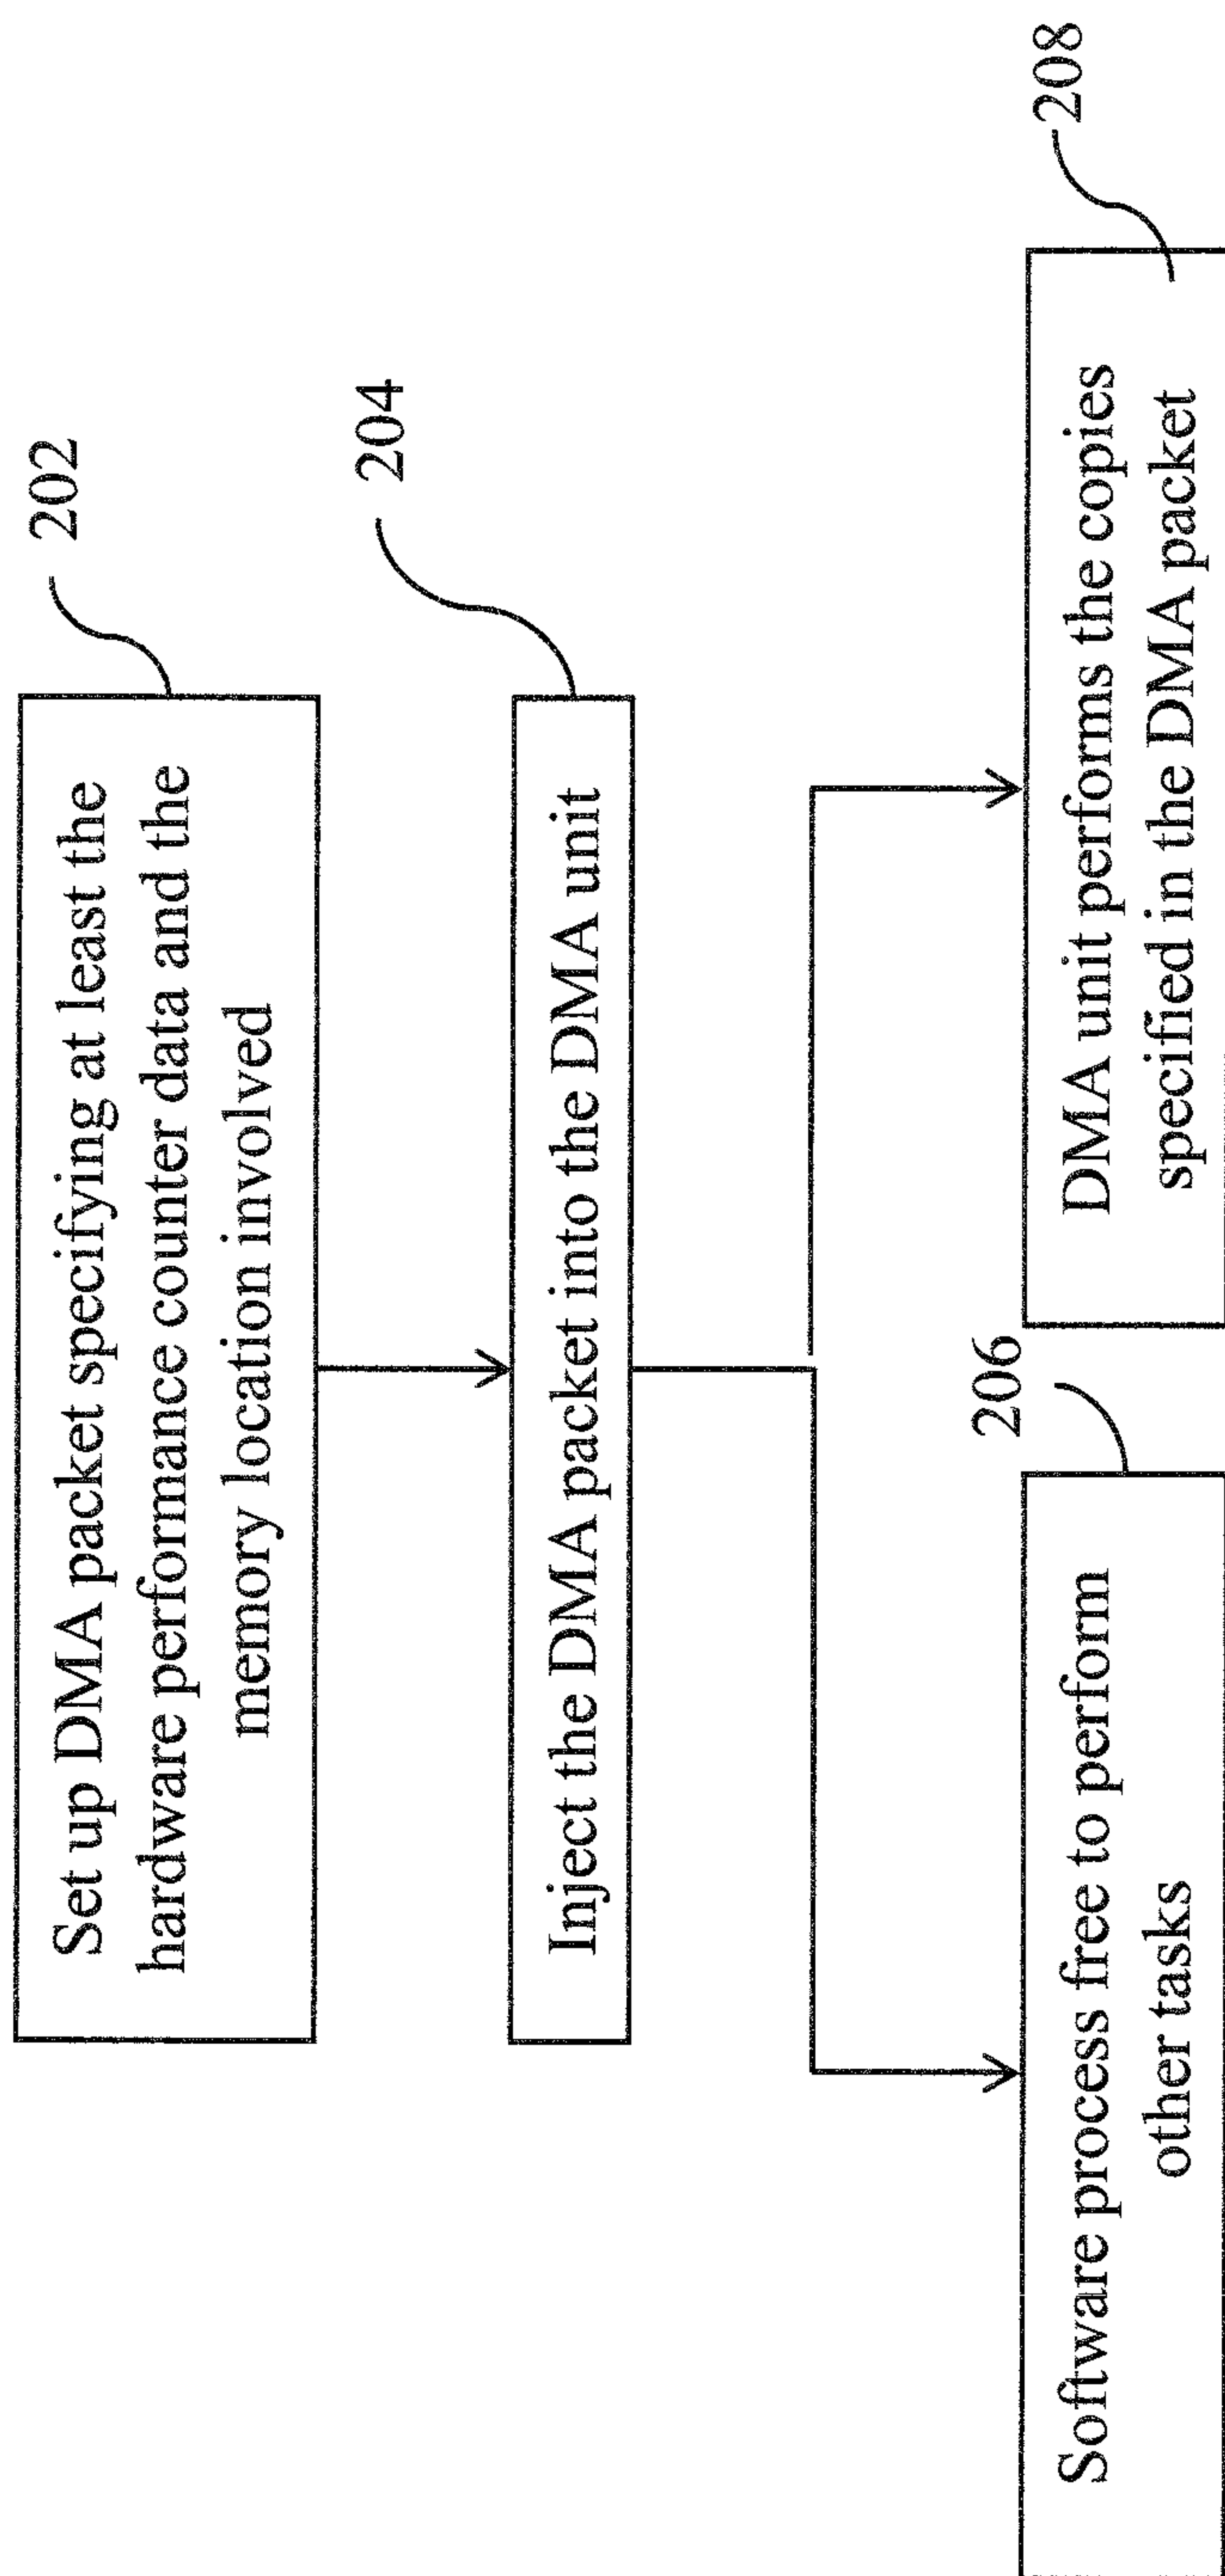 202
Set up DMA packet specifying at least the
hardware performance counter data and the
memory location involved
204
Inject the DMA packet into the DMA unit
206
Software process free to perform
other tasks
208
DMA unit performs the copies
specified in the DMA packet